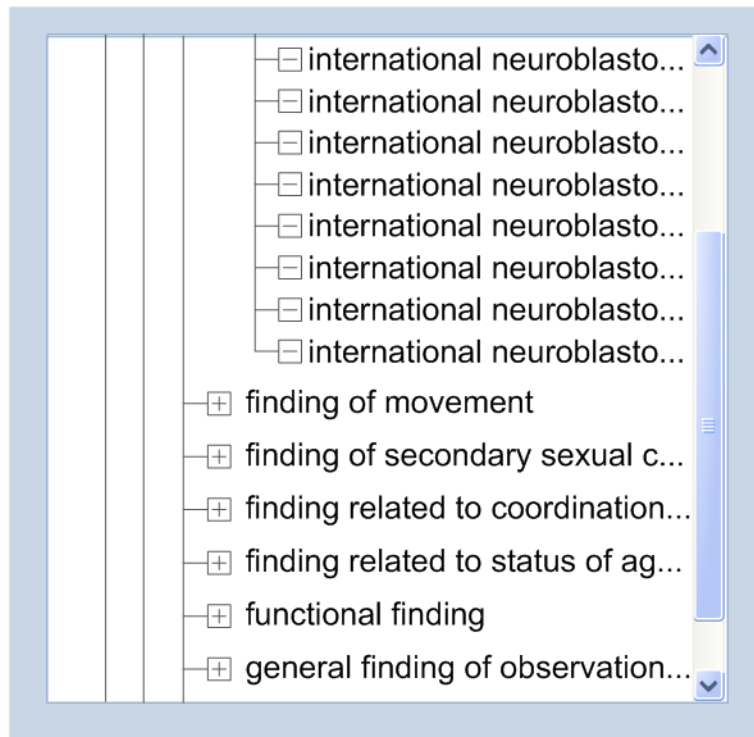 international neuroblasto...
international neuroblasto...
international neuroblasto...
international neuroblasto...
international neuroblasto...
international neuroblasto...
international neuroblasto...
international neuroblasto...
finding of movement
finding of secondary sexual c...
finding related to coordination...
finding related to status of ag...
functional finding
general finding of observation...